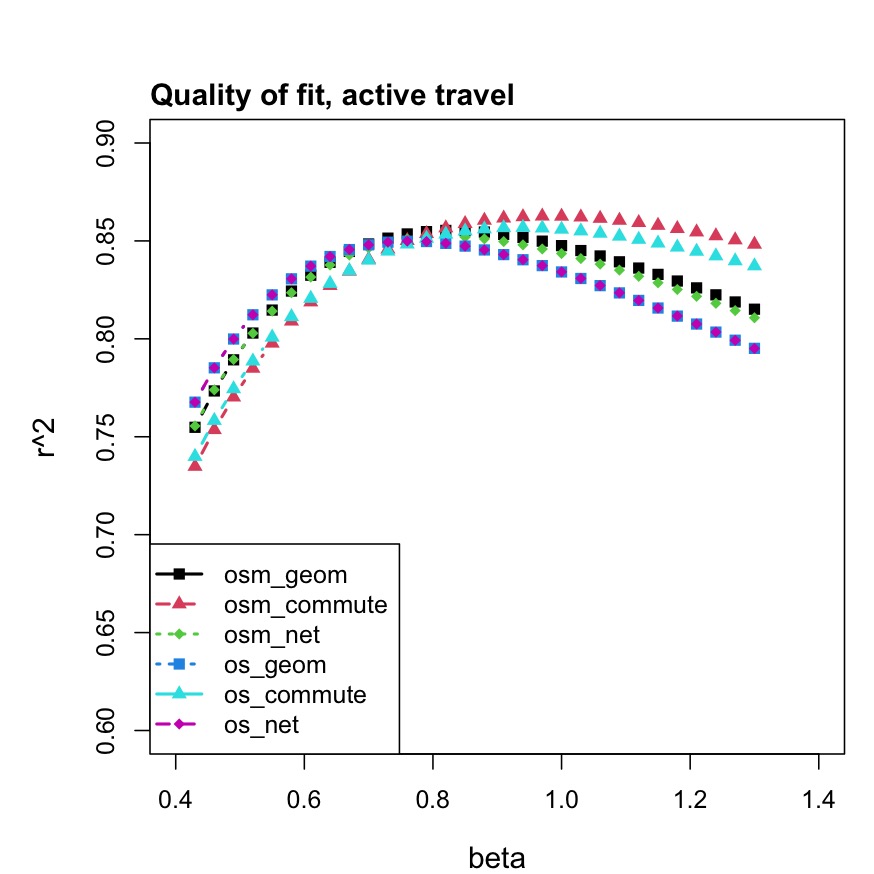 Quality of fit, active travel
0.90
0.85
0.80
0.75
0.70
0.65
0.60
r^2
osm_geom
osm_commute
osm_net
os_geom
os_commute
os_net
0.4 0.6 0.8 1.0 1.2 1.4
beta